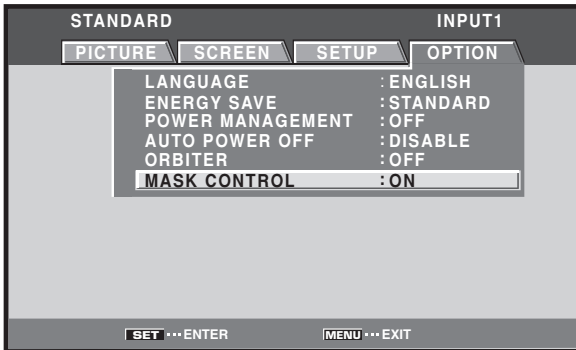 STANDARD INPUT1
PICTURE SCREEN SETUP OPTION
LANGUAGE :ENGLISH
ENERGY SAVE :STANDARD
POWER MANAGEMENT :OFF
AUTO POWER OFF :DISABLE
ORBITER :OFF
MASK CONTROL :ON
SET ··· ENTER MENU ··· EXIT